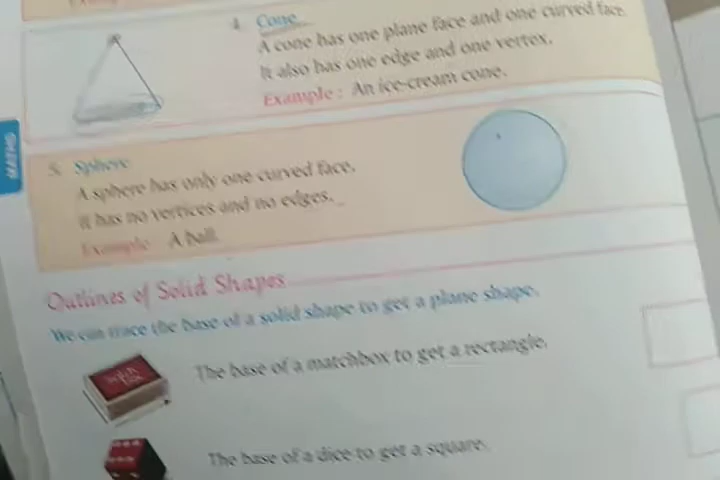 4. Cone
A cone has one plane face and one curved face.
It also has one edge and one vertex.
Example : An ice-cream cone.
5. Sphere
A sphere has only one curved face.
It has no vertices and no edges.
Example A ball.
Outlines of Solid Shapes
We can trace the base of a solid shape to get a plane shape.
The base of a matchbox to get a rectangle.
The base of a dice to get a square.